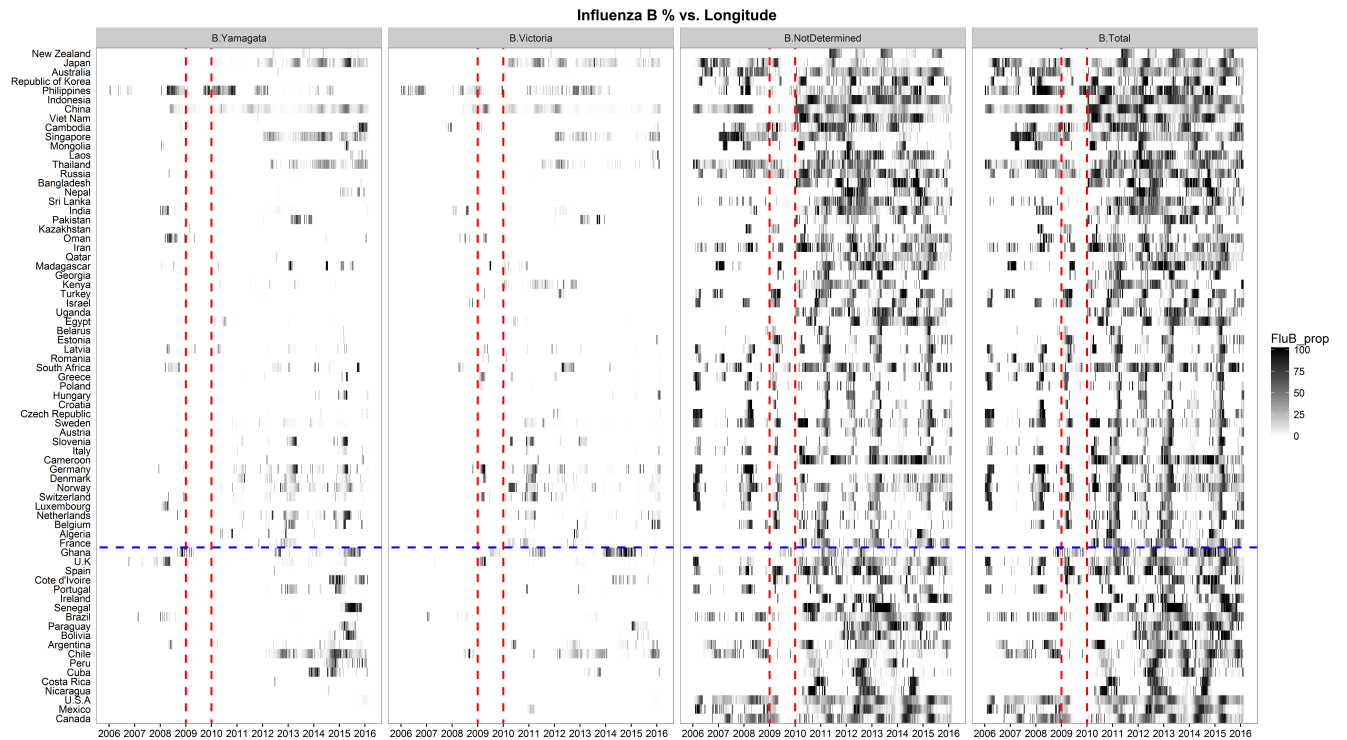 Influenza B % vs. Longitude
B.Yamagata
B.Victoria
B.NotDetermined
B.Total
New Zealand
Japan
Australia
Republic of Korea
Philippines
Indonesia
China
Viet Nam
Cambodia
Singapore
Mongolia
Laos
Thailand
Russia
Bangladesh
Nepal
Sri Lanka
India
Pakistan
Kazakhstan
Oman
Iran
Qatar
Madagascar
Georgia
Kenya
Turkey
Israel
Uganda
Egypt
Belarus
Estonia
Latvia
Romania
South Africa
Greece
Poland
Hungary
Croatia
Czech Republic
Sweden
Austria
Slovenia
Italy
Cameroon
Germany
Denmark
Norway
Switzerland
Luxembourg
Netherlands
Belgium
Algeria
France
Ghana
U.K
Spain
Cote d'Ivoire
Portugal
Ireland
Senegal
Brazil
Paraguay
Bolivia
Argentina
Chile
Peru
Cuba
Costa Rica
Nicaragua
U.S.A
Mexico
Canada
2006 2007 2008 2009 2010 2011 2012 2013 2014 2015 2016
2006 2007 2008 2009 2010 2011 2012 2013 2014 2015 2016
2006 2007 2008 2009 2010 2011 2012 2013 2014 2015 2016
2006 2007 2008 2009 2010 2011 2012 2013 2014 2015 2016
FluB_prop
100
75
50
25
0